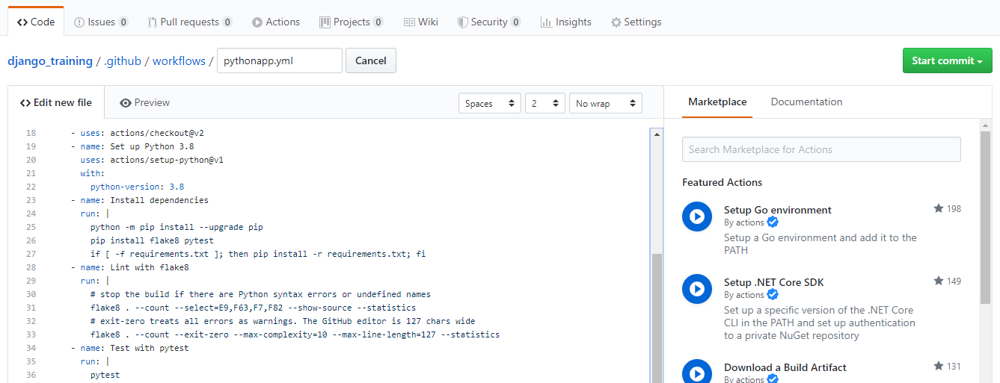 Code Issues 0 Pull requests 0 Actions Projects 0 Wiki Security 0 Insights Settings
django_training / .github / workflows / pythonapp.yml Cancel Start commit
Edit new file Preview Spaces 2 No wrap
18 - uses: actions/checkout@v2
19 - name: Set up Python 3.8
20 uses: actions/setup-python@v1
21 with:
22 python-version: 3.8
23 - name: Install dependencies
24 run: |
25 python -m pip install --upgrade pip
26 pip install flake8 pytest
27 if [ -f requirements.txt ]; then pip install -r requirements.txt; fi
28 - name: Lint with flake8
29 run: |
30 # stop the build if there are Python syntax errors or undefined names
31 flake8 . --count --select=E9,F63,F7,F82 --show-source --statistics
32 # exit-zero treats all errors as warnings. The GitHub editor is 127 chars wide
33 flake8 . --count --exit-zero --max-complexity=10 --max-line-length=127 --statistics
34 - name: Test with pytest
35 run: |
36 pytest
Marketplace Documentation
Search Marketplace for Actions
Featured Actions
Setup Go environment 198
By actions
Setup a Go environment and add it to the
PATH
Setup .NET Core SDK 149
By actions
Set up a specific version of the .NET Core
CLI in the PATH and set up authentication
to a private NuGet repository
Download a Build Artifact 131
By actions